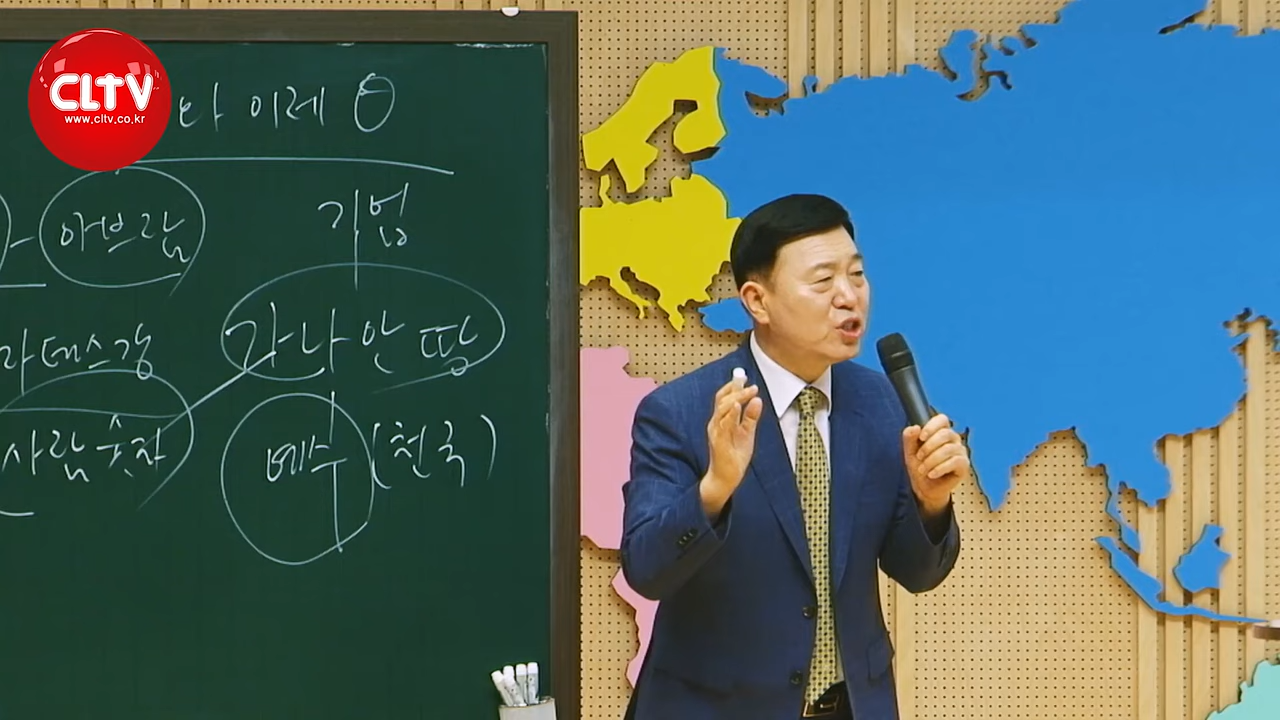 CLTV
www.cltv.co.kr
타 이레
아브람
기업
가나안 땅
라데스강
사람 숫자
예수 (천국)